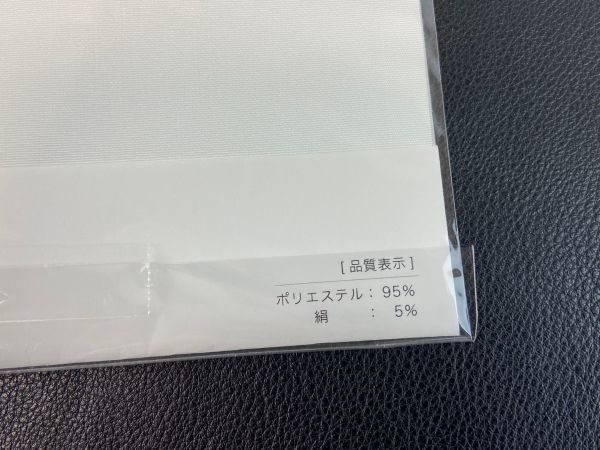 [品質表示]
ポリエステル： 95%
絹　　： 5%